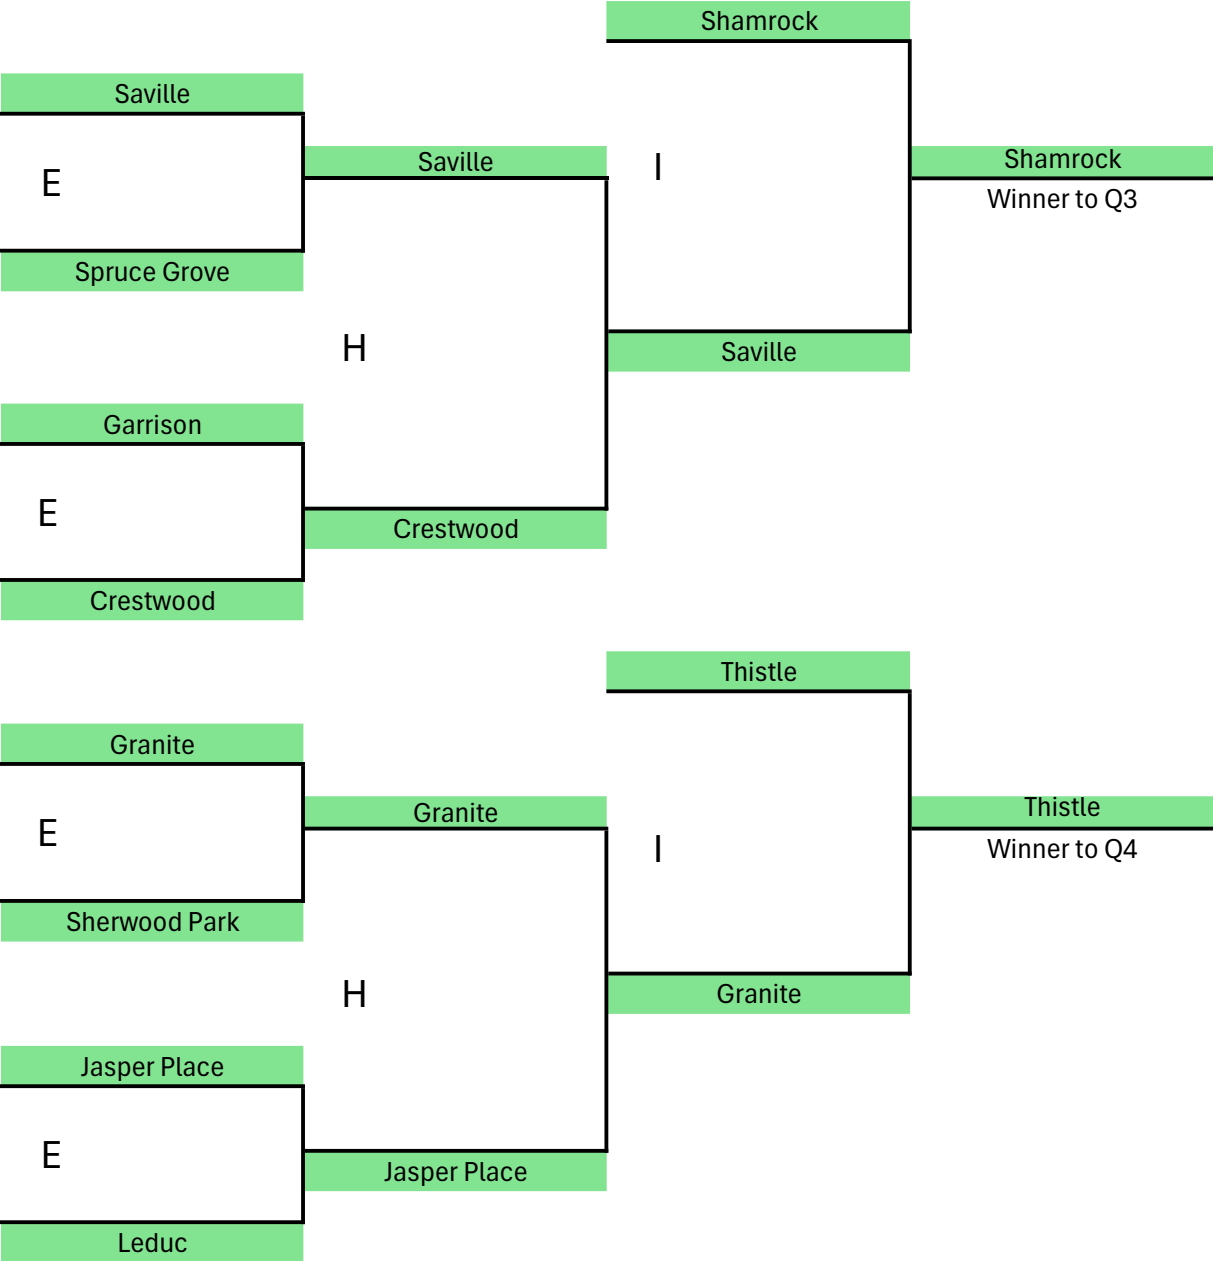 Shamrock
Saville
Saville
I
Shamrock
E
Winner to Q3
Spruce Grove
H
Saville
Garrison
E
Crestwood
Crestwood
Thistle
Granite
Granite
Thistle
E
I
Winner to Q4
Sherwood Park
H
Granite
Jasper Place
E
Jasper Place
Leduc